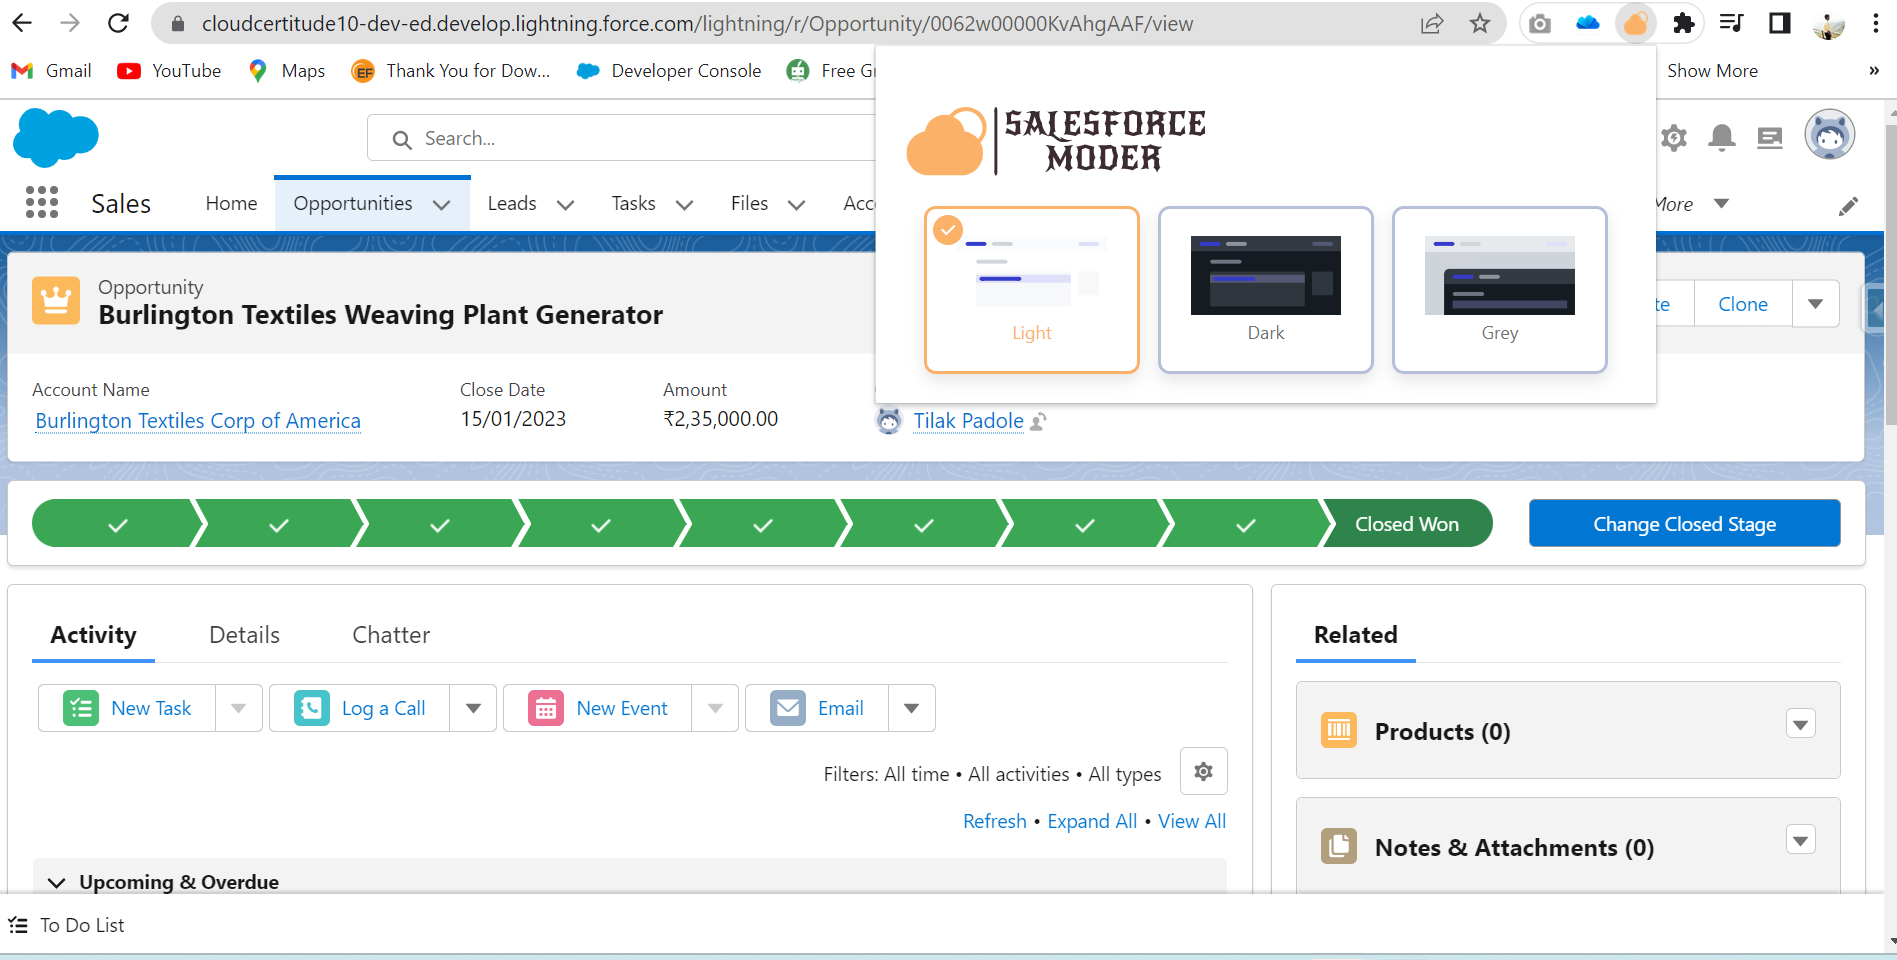 cloudcertitude10-dev-ed.develop.lightning.force.com/lightning/r/Opportunity/0062w00000KvAhgAAF/view
Gmail YouTube Maps Thank You for Dow... Developer Console Free Gr Show More »
SALESFORCE
MODER
Search...
Sales Home Opportunities Leads Tasks Files Acc More
Light Dark Grey
Opportunity
Burlington Textiles Weaving Plant Generator
te Clone
Account Name Close Date Amount
Burlington Textiles Corp of America 15/01/2023 ₹2,35,000.00 Tilak Padole
Closed Won Change Closed Stage
Activity Details Chatter
New Task Log a Call New Event Email
Filters: All time • All activities • All types
Refresh • Expand All • View All
Upcoming & Overdue
Related
Products (0)
Notes & Attachments (0)
To Do List